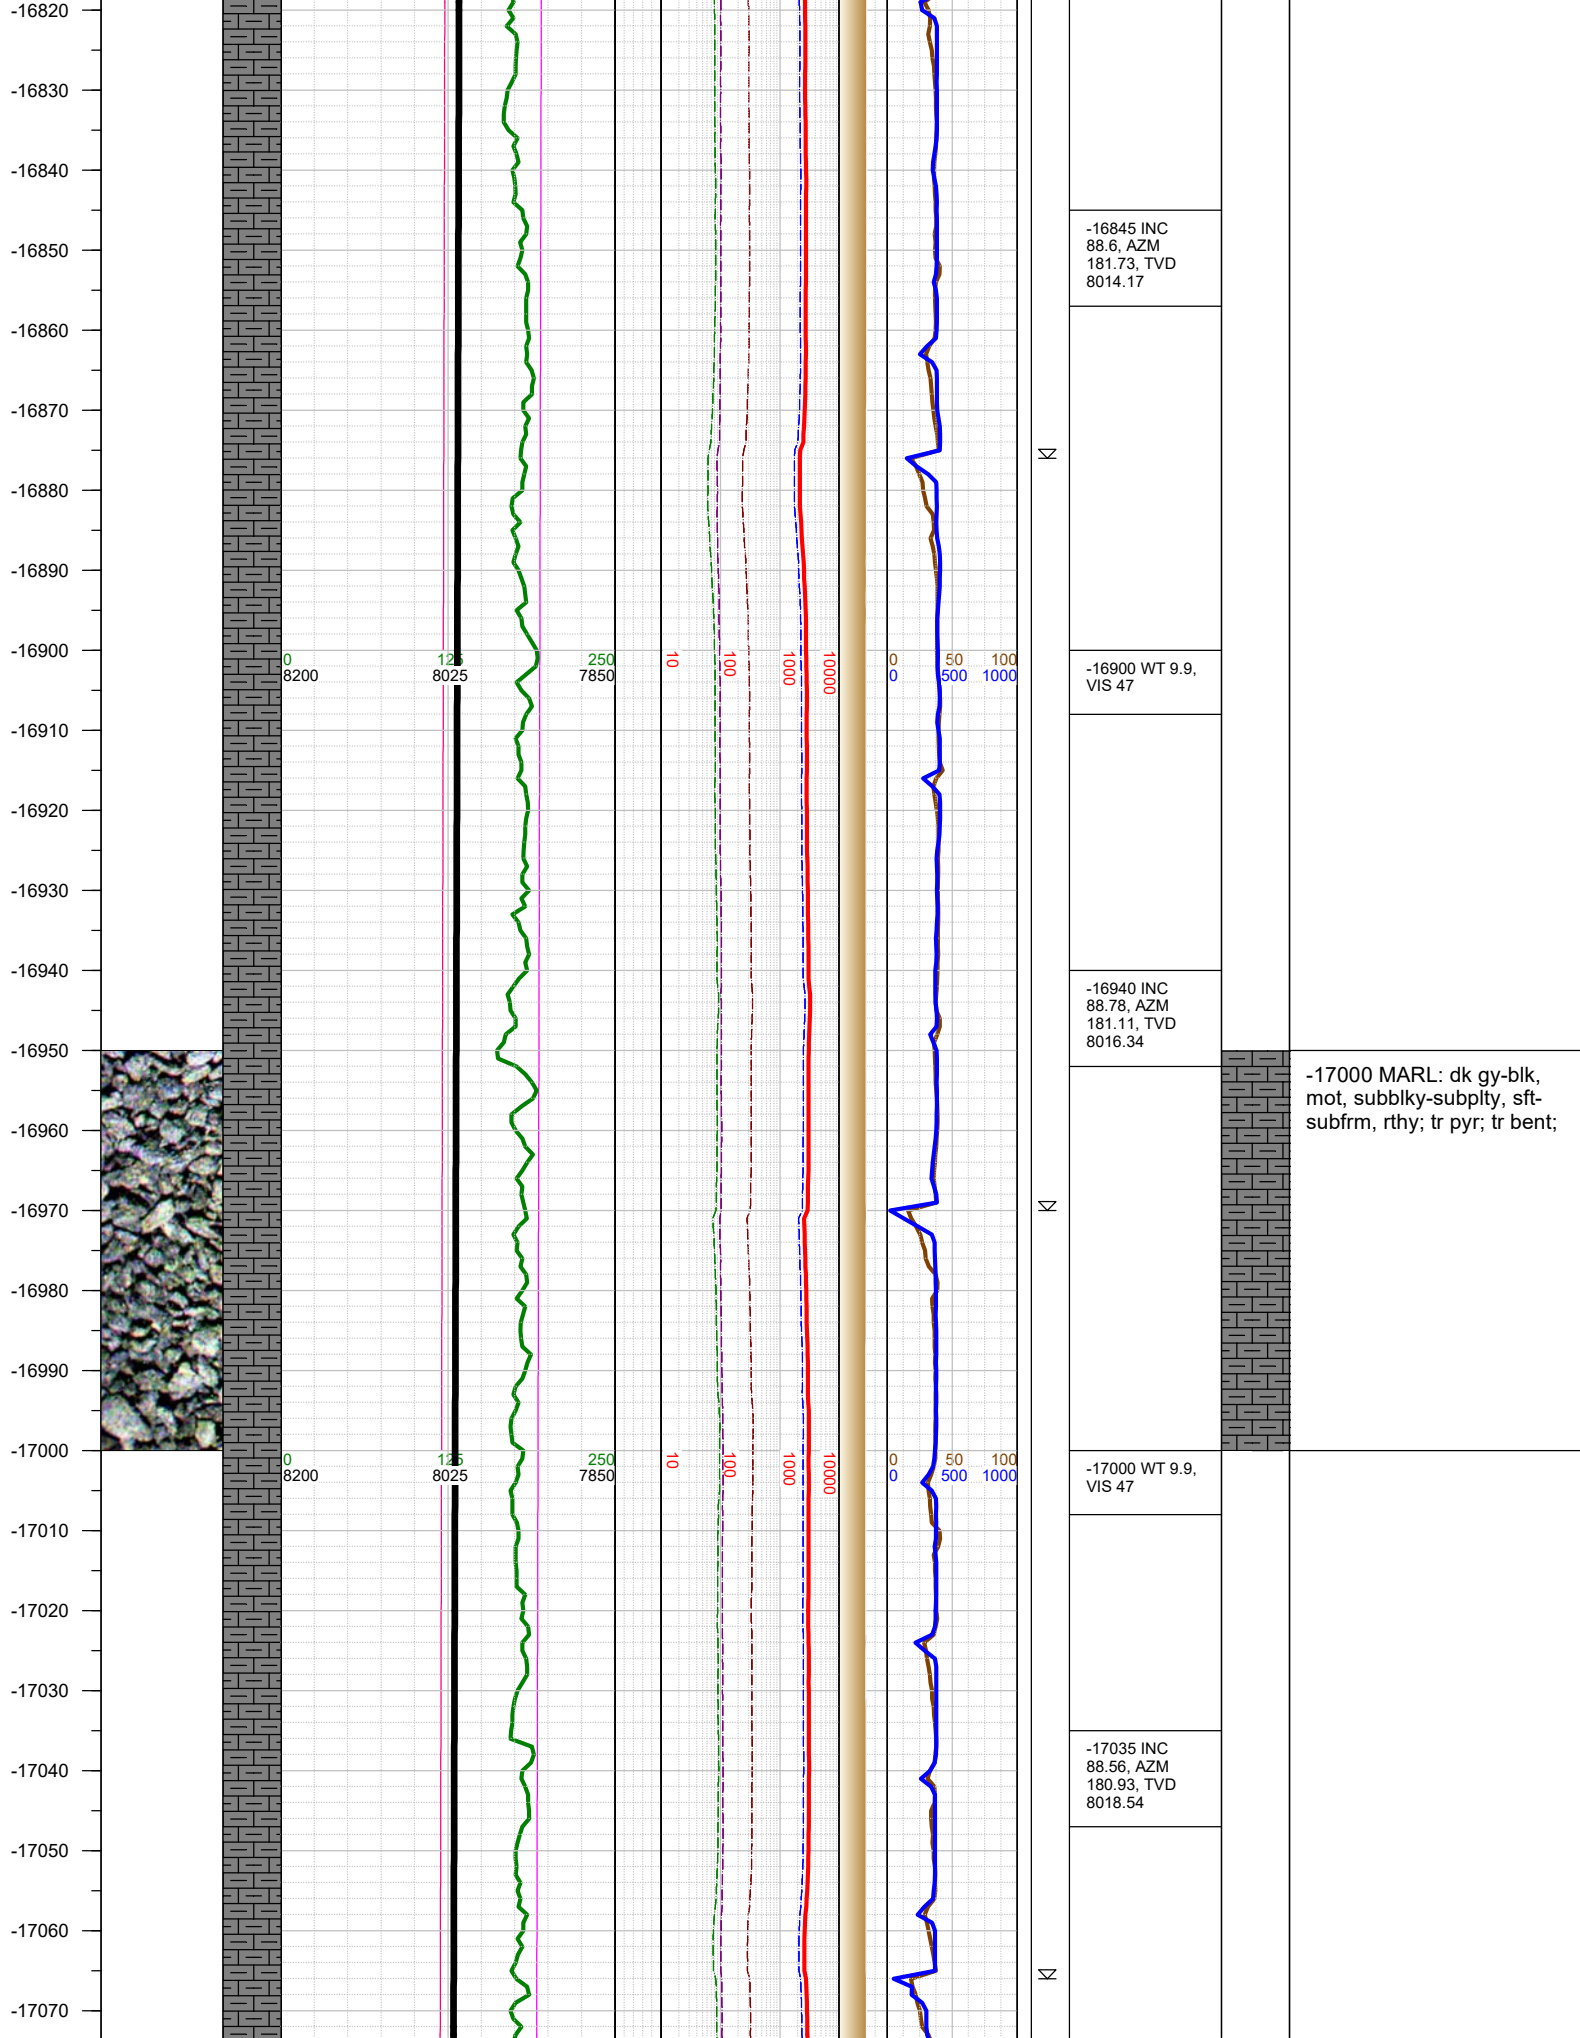 -16820
-16830
-16840
-16845 INC
88.6, AZM
181.73, TVD
8014.17
-16850
-16860
-16870
-16880
-16890
-16900
0 125 250
8200 8025 7850
10 100 1000 10000
0 50 100
0 500 1000
-16900 WT 9.9,
VIS 47
-16910
-16920
-16930
-16940
-16940 INC
88.78, AZM
181.11, TVD
8016.34
-16950
-17000 MARL: dk gy-blk,
mot, subblky-subplty, sft-
subfrm, rthy; tr pyr; tr bent;
-16960
-16970
-16980
-16990
-17000
0 125 250
8200 8025 7850
10 100 1000 10000
0 50 100
0 500 1000
-17000 WT 9.9,
VIS 47
-17010
-17020
-17030
-17035 INC
88.56, AZM
180.93, TVD
8018.54
-17040
-17050
-17060
-17070